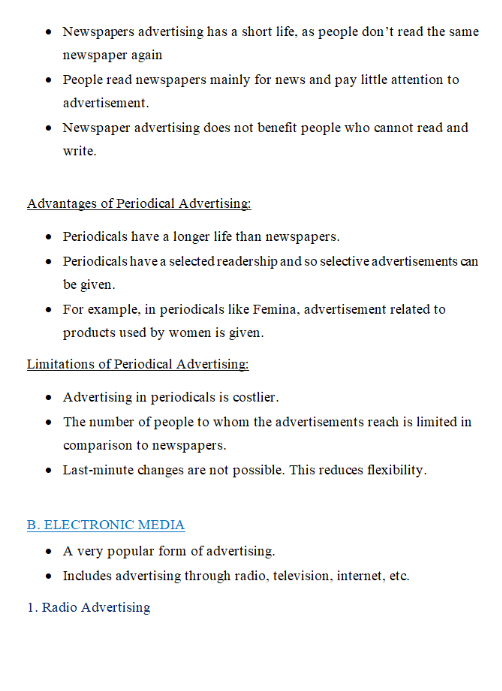 • Newspapers advertising has a short life, as people don't read the same
newspaper again
• People read newspapers mainly for news and pay little attention to
advertisement.
• Newspaper advertising does not benefit people who cannot read and
write.
Advantages of Periodical Advertising:
• Periodicals have a longer life than newspapers.
• Periodicals have a selected readership and so selective advertisements can
be given.
• For example, in periodicals like Femina, advertisement related to
products used by women is given.
Limitations of Periodical Advertising:
• Advertising in periodicals is costlier.
• The number of people to whom the advertisements reach is limited in
comparison to newspapers.
• Last-minute changes are not possible. This reduces flexibility.
B. ELECTRONIC MEDIA
• A very popular form of advertising.
• Includes advertising through radio, television, internet, etc.
1. Radio Advertising